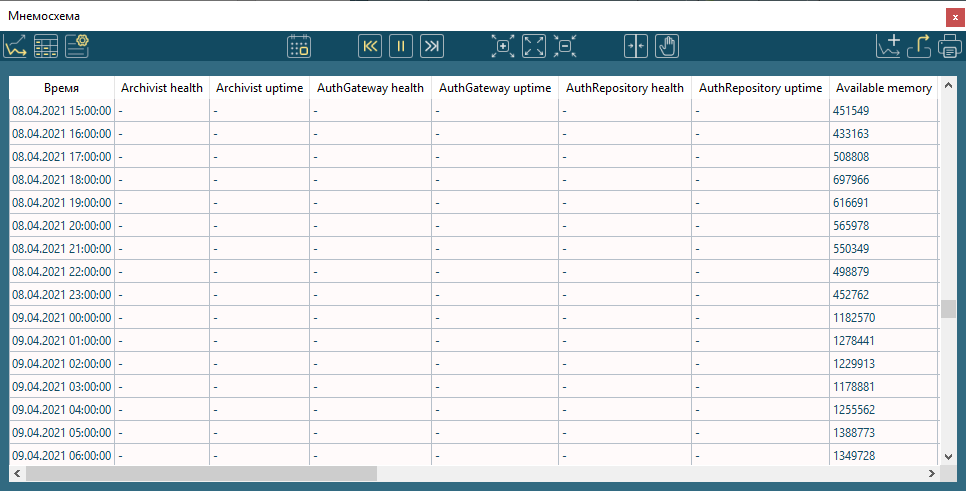 Мнемосхема
Время Archivist health Archivist uptime AuthGateway health AuthGateway uptime AuthRepository health AuthRepository uptime Available memory
08.04.2021 15:00:00 - - - - - - 451549
08.04.2021 16:00:00 - - - - - - 433163
08.04.2021 17:00:00 - - - - - - 508808
08.04.2021 18:00:00 - - - - - - 697966
08.04.2021 19:00:00 - - - - - - 616691
08.04.2021 20:00:00 - - - - - - 565978
08.04.2021 21:00:00 - - - - - - 550349
08.04.2021 22:00:00 - - - - - - 498879
08.04.2021 23:00:00 - - - - - - 452762
09.04.2021 00:00:00 - - - - - - 1182570
09.04.2021 01:00:00 - - - - - - 1278441
09.04.2021 02:00:00 - - - - - - 1229913
09.04.2021 03:00:00 - - - - - - 1178881
09.04.2021 04:00:00 - - - - - - 1255562
09.04.2021 05:00:00 - - - - - - 1388773
09.04.2021 06:00:00 - - - - - - 1349728